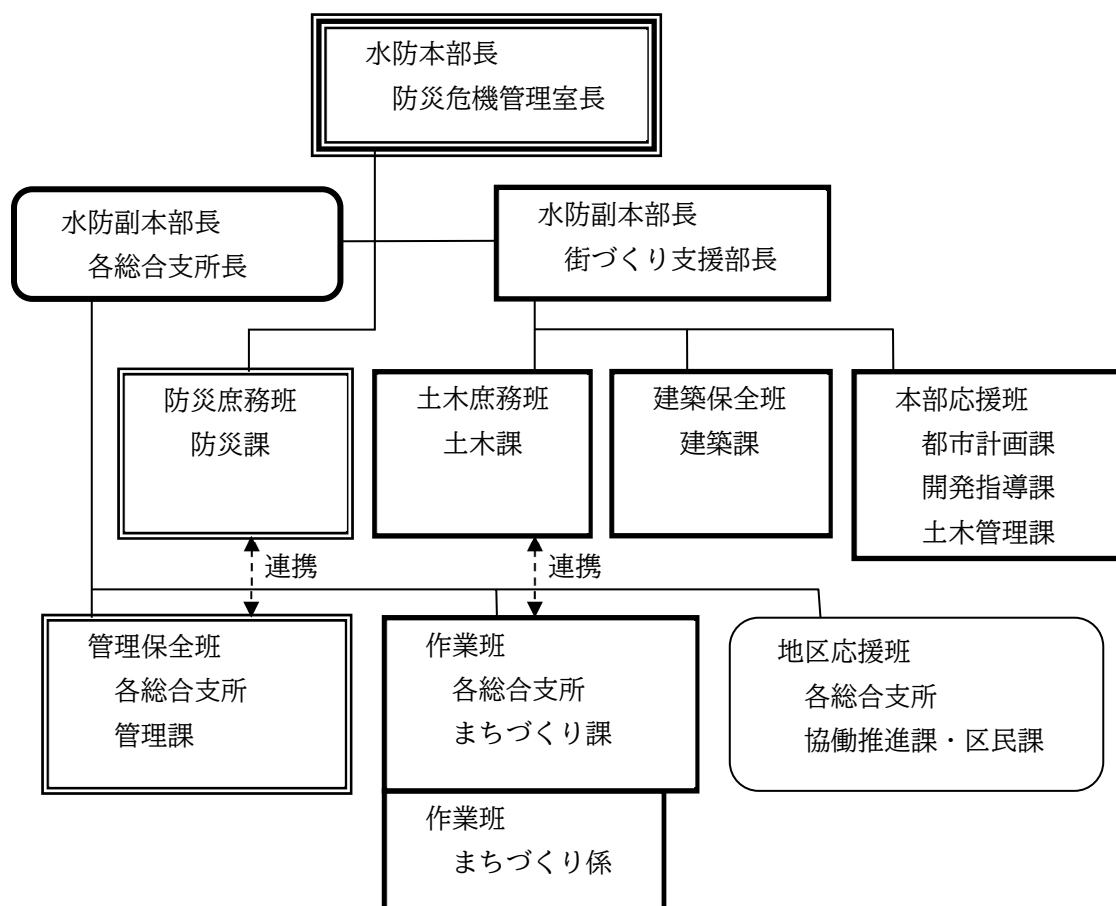 水防本部長
防災危機管理室長
水防副本部長
各総合支所長
水防副本部長
街づくり支援部長
防災庶務班
防災課
土木庶務班
土木課
建築保全班
建築課
本部応援班
都市計画課
開発指導課
土木管理課
連携
連携
管理保全班
各総合支所
管理課
作業班
各総合支所
まちづくり課
地区応援班
各総合支所
協働推進課・区民課
作業班
まちづくり係